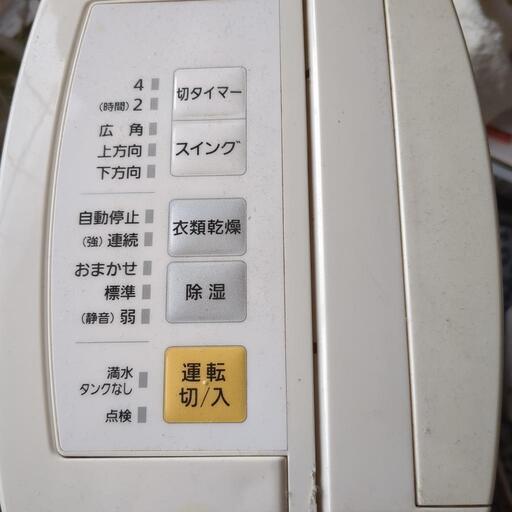 4
(時間) 2
切タイマー
広角
上方向
下方向
スイング
自動停止
(強) 連続
衣類乾燥
おまかせ
標準
(静音) 弱
除湿
満水
タンクなし
点検
運転
切/入